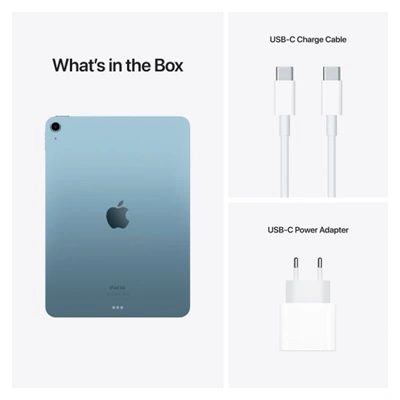 What's in the Box
USB-C Charge Cable
USB-C Power Adapter